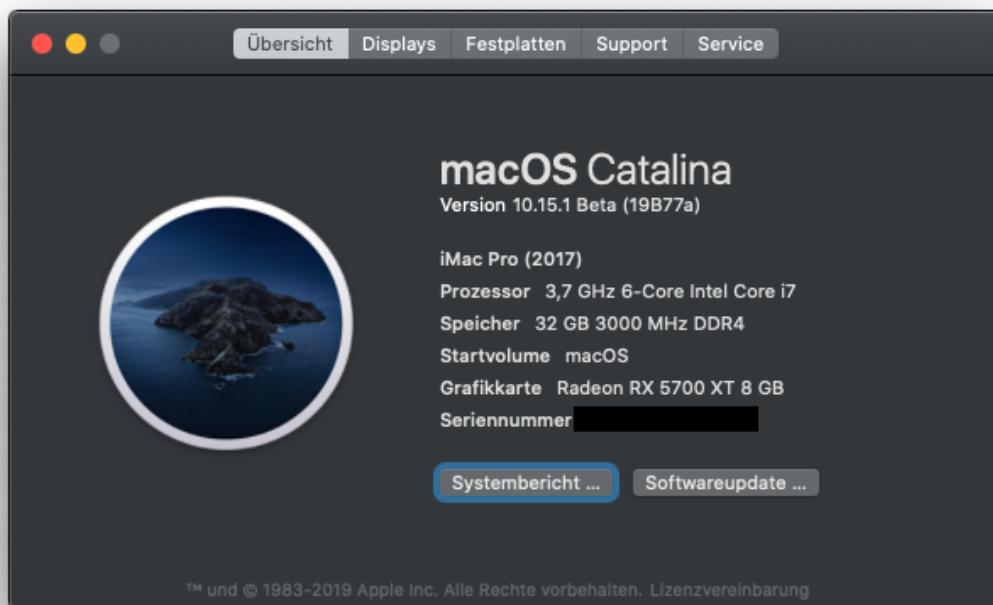 Übersicht Displays Festplatten Support Service
macOS Catalina
Version 10.15.1 Beta (19B77a)
iMac Pro (2017)
Prozessor 3,7 GHz 6-Core Intel Core i7
Speicher 32 GB 3000 MHz DDR4
Startvolume macOS
Grafikkarte Radeon RX 5700 XT 8 GB
Seriennummer
Systembericht ... Softwareupdate ...
™ und © 1983-2019 Apple Inc. Alle Rechte vorbehalten. Lizenzvereinbarung